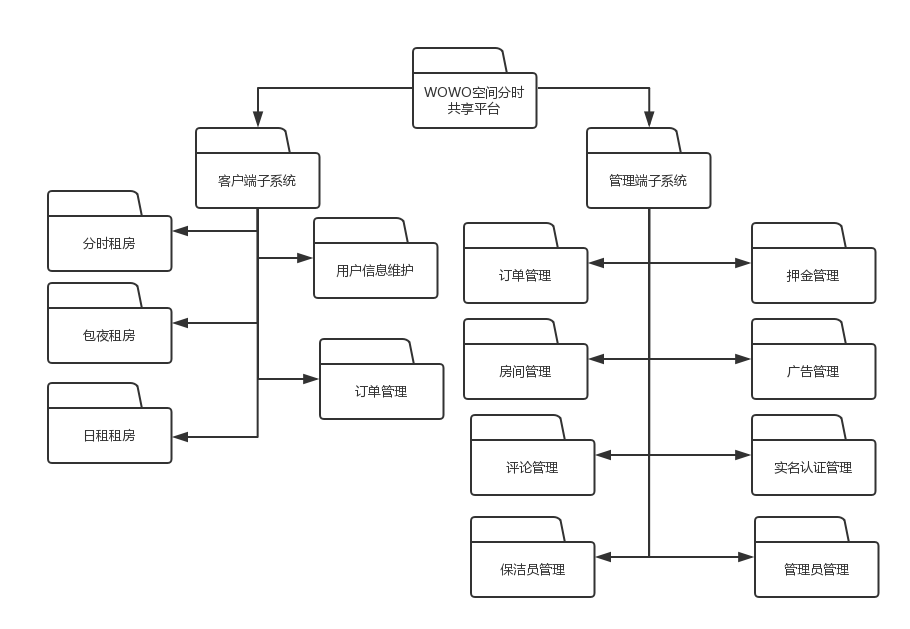 WOWO空间分时
共享平台
客户端子系统
管理端子系统
分时租房
用户信息维护
包夜租房
订单管理
日租租房
订单管理
押金管理
房间管理
广告管理
评论管理
实名认证管理
保洁员管理
管理员管理